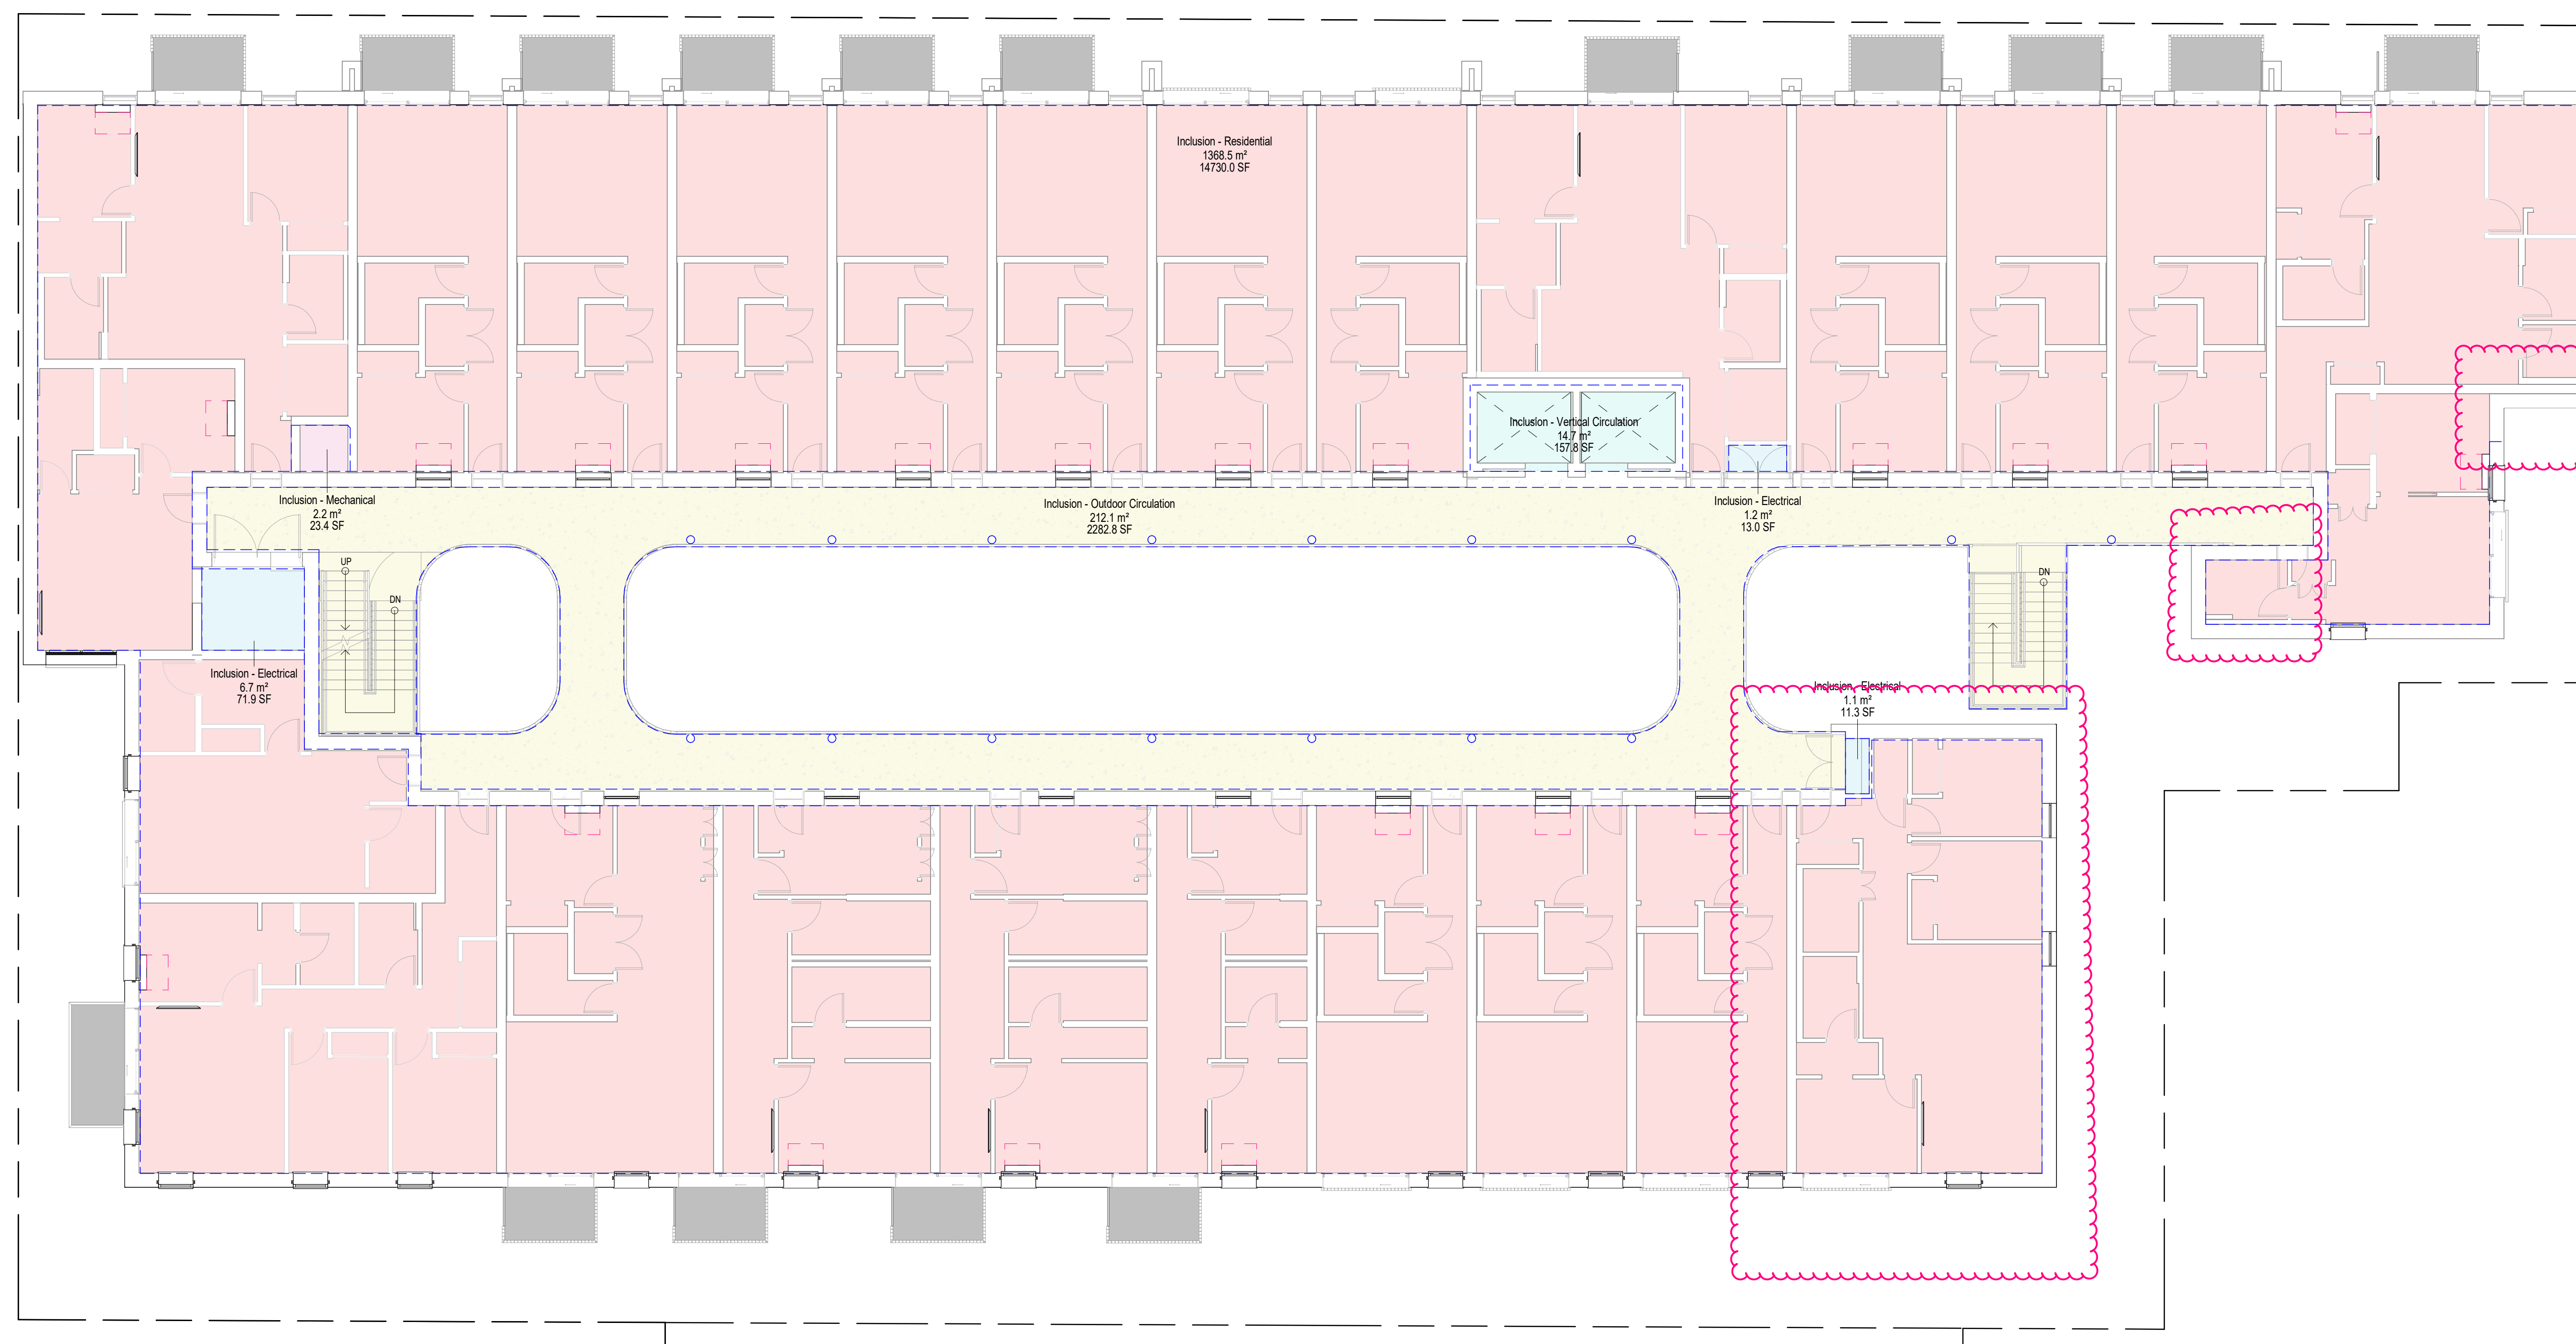 Inclusion - Residential
1368.5 m²
14730.0 SF
Inclusion - Vertical Circulation
14.7 m²
157.8 SF
Inclusion - Mechanical
2.2 m²
23.4 SF
Inclusion - Outdoor Circulation
212.1 m²
2282.8 SF
Inclusion - Electrical
1.2 m²
13.0 SF
UP
DN
DN
Inclusion - Electrical
6.7 m²
71.9 SF
Inclusion - Electrical
1.1 m²
11.3 SF